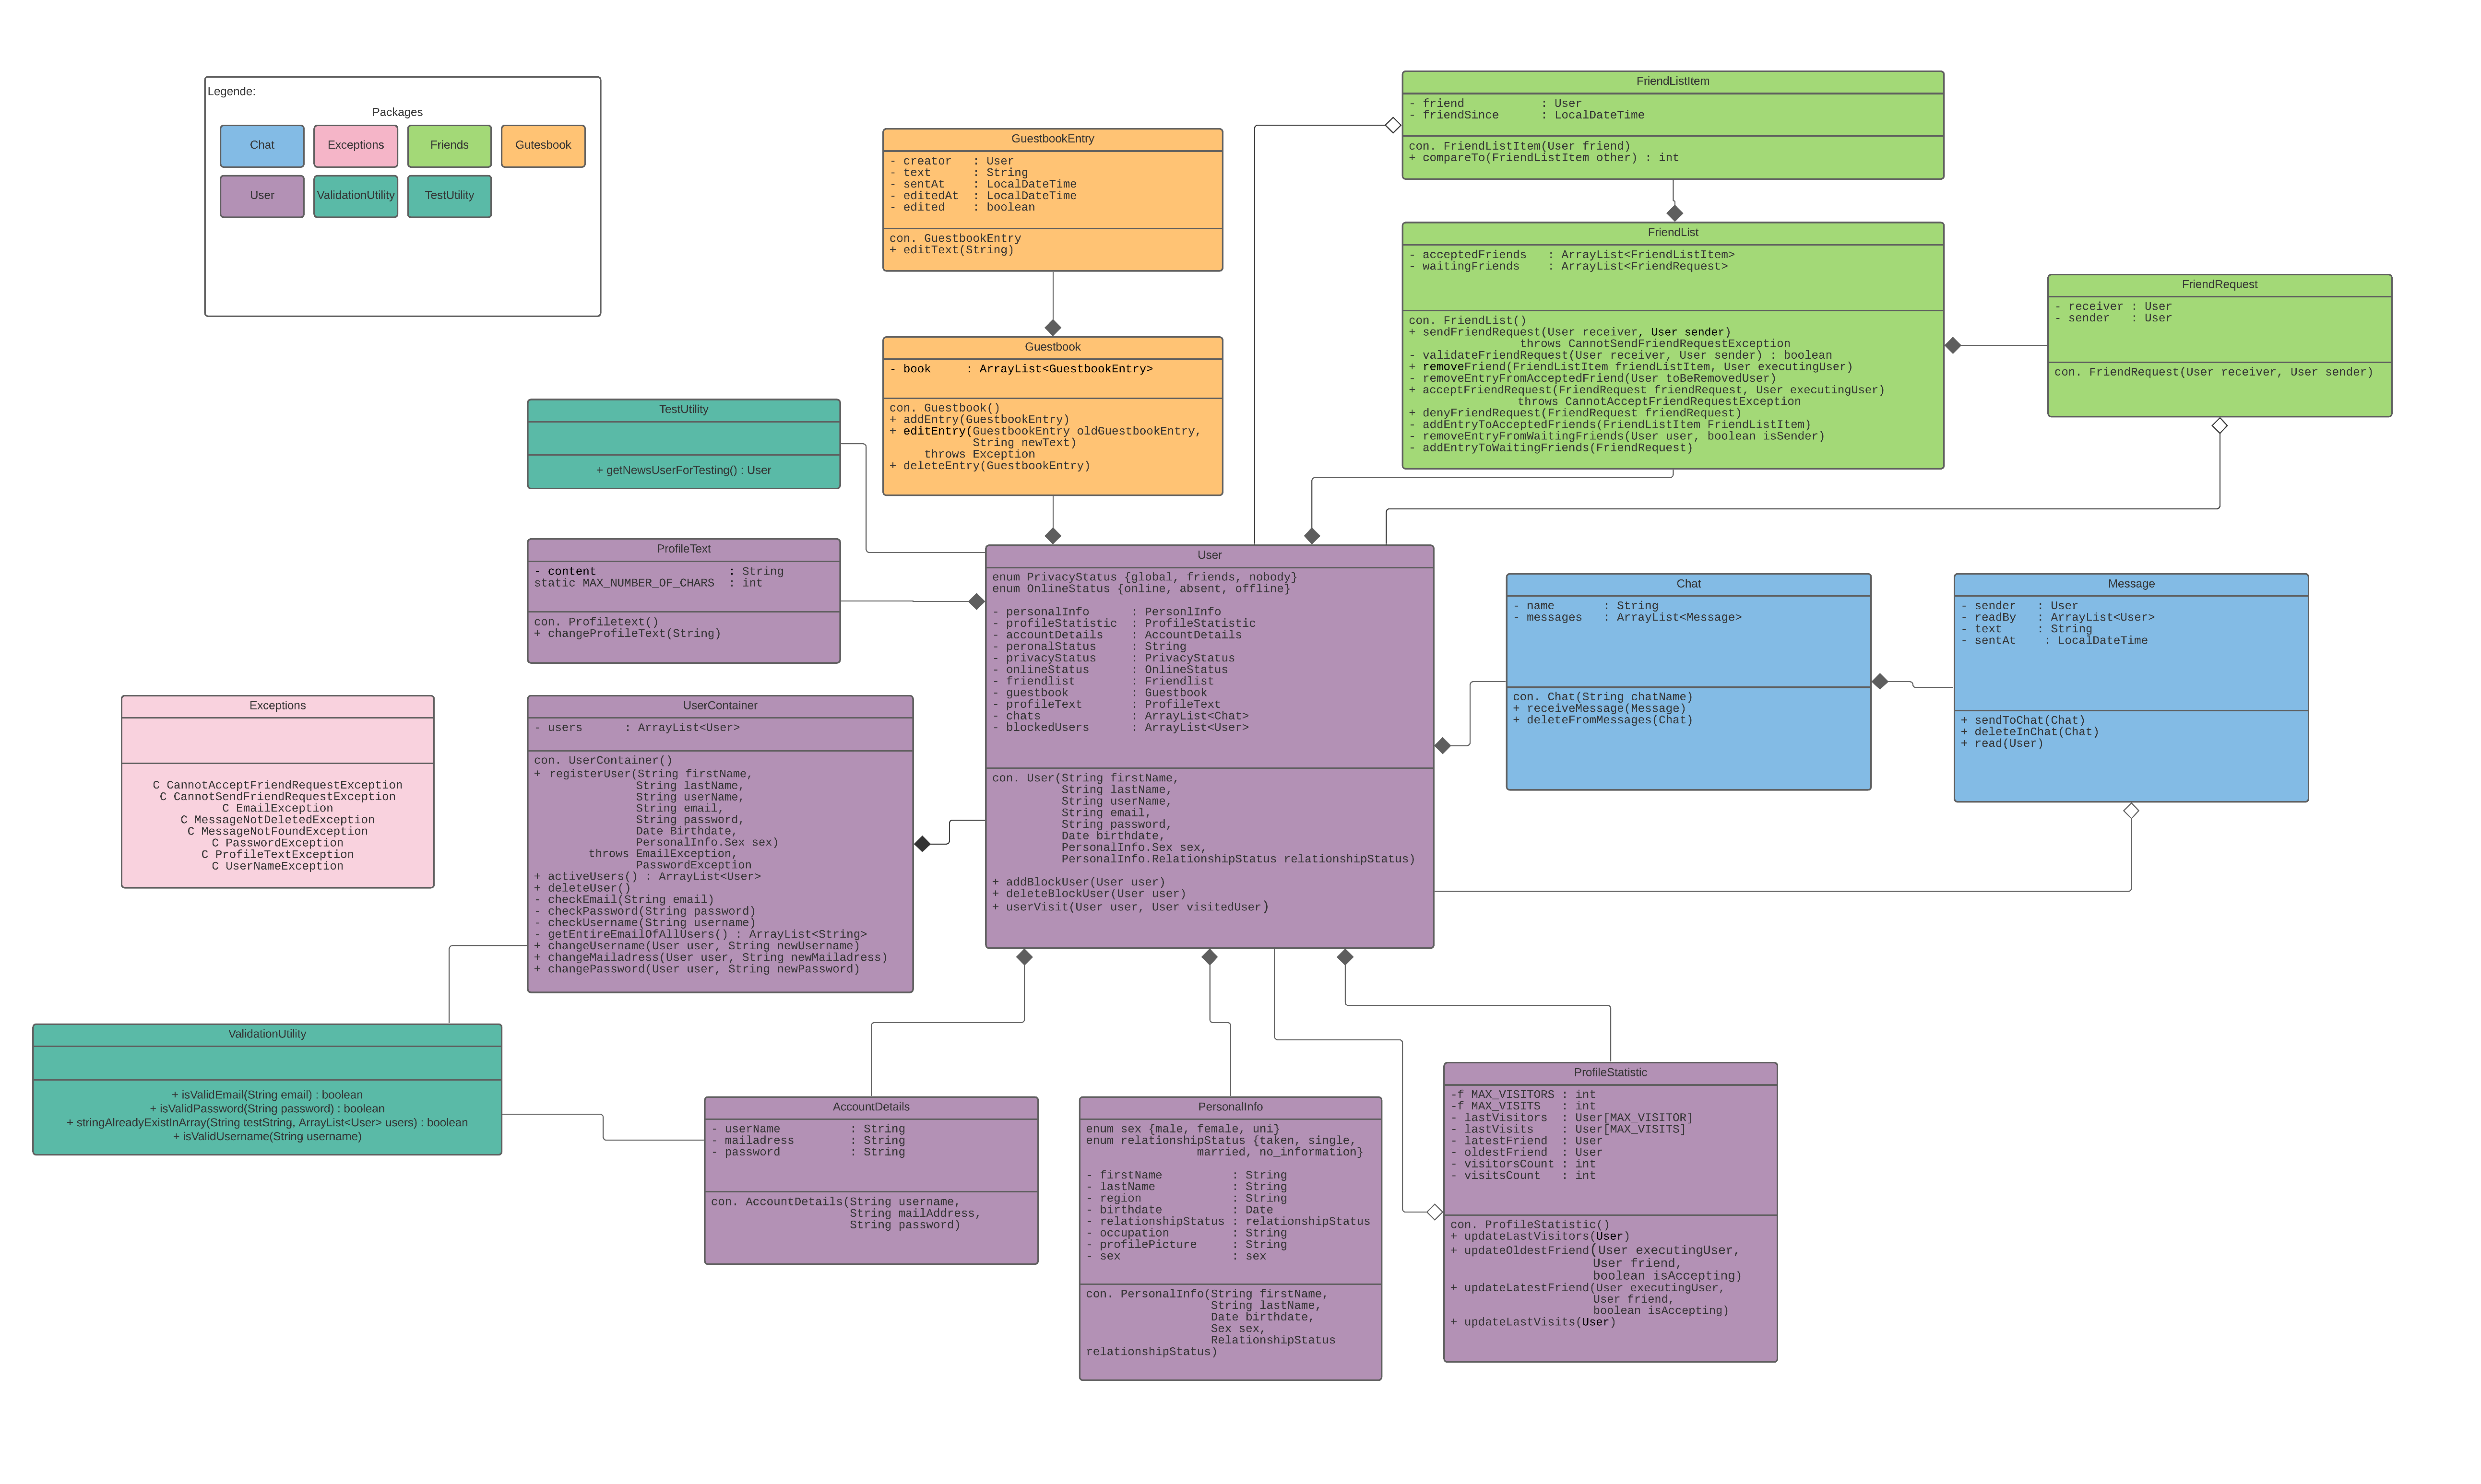 Legende:
Packages
Chat
Exceptions
Friends
Gutesbook
User
ValidationUtility
TestUtility
GuestbookEntry
- creator : User
- text : String
- sentAt : LocalDateTime
- editedAt : LocalDateTime
- edited : boolean
con. GuestbookEntry
+ editText(String)
FriendListItem
- friend : User
- friendSince : LocalDateTime
con. FriendListItem(User friend)
+ compareTo(FriendListItem other) : int
FriendList
- acceptedFriends : ArrayList<FriendListItem>
- waitingFriends : ArrayList<FriendRequest>
con. FriendList()
+ sendFriendRequest(User receiver, User sender)
throws CannotSendFriendRequestException
- validateFriendRequest(User receiver, User sender) : boolean
+ removeFriend(FriendListItem friendListItem, User executingUser)
- removeEntryFromAcceptedFriend(User toBeRemovedUser)
+ acceptFriendRequest(FriendRequest friendRequest, User executingUser)
throws CannotAcceptFriendRequestException
+ denyFriendRequest(FriendRequest friendRequest)
- addEntryToAcceptedFriends(FriendListItem FriendListItem)
- removeEntryFromWaitingFriends(User user, boolean isSender)
- addEntryToWaitingFriends(FriendRequest)
FriendRequest
- receiver : User
- sender : User
con. FriendRequest(User receiver, User sender)
Guestbook
- book : ArrayList<GuestbookEntry>
con. Guestbook()
+ addEntry(GuestbookEntry)
+ editEntry(GuestbookEntry oldGuestbookEntry,
String newText)
throws Exception
+ deleteEntry(GuestbookEntry)
TestUtility
+ getNewsUserForTesting() : User
ProfileText
- content : String
static MAX_NUMBER_OF_CHARS : int
con. Profiletext()
+ changeProfileText(String)
User
enum PrivacyStatus {global, friends, nobody}
enum OnlineStatus {online, absent, offline}
- personalInfo : PersonlInfo
- profileStatistic : ProfileStatistic
- accountDetails : AccountDetails
- peronalStatus : String
- privacyStatus : PrivacyStatus
- onlineStatus : OnlineStatus
- friendlist : Friendlist
- guestbook : Guestbook
- profileText : ProfileText
- chats : ArrayList<Chat>
- blockedUsers : ArrayList<User>
con. User(String firstName,
String lastName,
String userName,
String email,
String password,
Date birthdate,
PersonalInfo.Sex sex,
PersonalInfo.RelationshipStatus relationshipStatus)
+ addBlockUser(User user)
+ deleteBlockUser(User user)
+ userVisit(User user, User visitedUser)
Chat
- name : String
- messages : ArrayList<Message>
con. Chat(String chatName)
+ receiveMessage(Message)
+ deleteFromMessages(Chat)
Message
- sender : User
- readBy : ArrayList<User>
- text : String
- sentAt : LocalDateTime
+ sendToChat(Chat)
+ deleteInChat(Chat)
+ read(User)
Exceptions
C CannotAcceptFriendRequestException
C CannotSendFriendRequestException
C EmailException
C MessageNotDeletedException
C MessageNotFoundException
C PasswordException
C ProfileTextException
C UserNameException
UserContainer
- users : ArrayList<User>
con. UserContainer()
+ registerUser(String firstName,
String lastName,
String userName,
String email,
String password,
Date Birthdate,
PersonalInfo.Sex sex)
throws EmailException,
PasswordException
+ activeUsers() : ArrayList<User>
+ deleteUser()
- checkEmail(String email)
- checkPassword(String password)
- checkUsername(String username)
- getEntireEmailOfAllUsers() : ArrayList<String>
+ changeUsername(User user, String newUsername)
+ changeMailadress(User user, String newMailadress)
+ changePassword(User user, String newPassword)
ValidationUtility
+ isValidEmail(String email) : boolean
+ isValidPassword(String password) : boolean
+ stringAlreadyExistInArray(String testString, ArrayList<User> users) : boolean
+ isValidUsername(String username)
AccountDetails
- userName : String
- mailadress : String
- password : String
con. AccountDetails(String username,
String mailAddress,
String password)
PersonalInfo
enum sex {male, female, uni}
enum relationshipStatus {taken, single,
married, no_information}
- firstName : String
- lastName : String
- region : String
- birthdate : Date
- relationshipStatus : relationshipStatus
- occupation : String
- profilePicture : String
- sex : sex
con. PersonalInfo(String firstName,
String lastName,
Date birthdate,
Sex sex,
RelationshipStatus
relationshipStatus)
ProfileStatistic
-f MAX_VISITORS : int
-f MAX_VISITS : int
- lastVisitors : User[MAX_VISITOR]
- lastVisits : User[MAX_VISITS]
- latestFriend : User
- oldestFriend : User
- visitorsCount : int
- visitsCount : int
con. ProfileStatistic()
+ updateLastVisitors(User)
+ updateOldestFriend(User executingUser,
User friend,
boolean isAccepting)
+ updateLatestFriend(User executingUser,
User friend,
boolean isAccepting)
+ updateLastVisits(User)